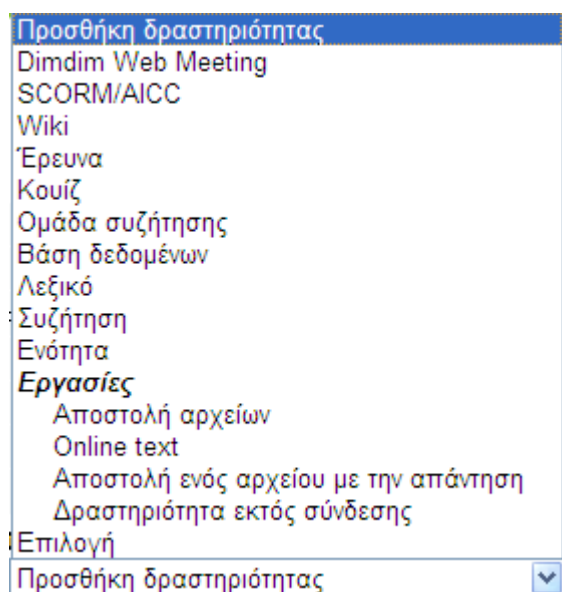 Προσθήκη δραστηριότητας
Dimdim Web Meeting
SCORM/AICC
Wiki
Έρευνα
Κουίζ
Ομάδα συζήτησης
Βάση δεδομένων
Λεξικό
Συζήτηση
Ενότητα
Εργασίες
Αποστολή αρχείων
Online text
Αποστολή ενός αρχείου με την απάντηση
Δραστηριότητα εκτός σύνδεσης
Επιλογή
Προσθήκη δραστηριότητας